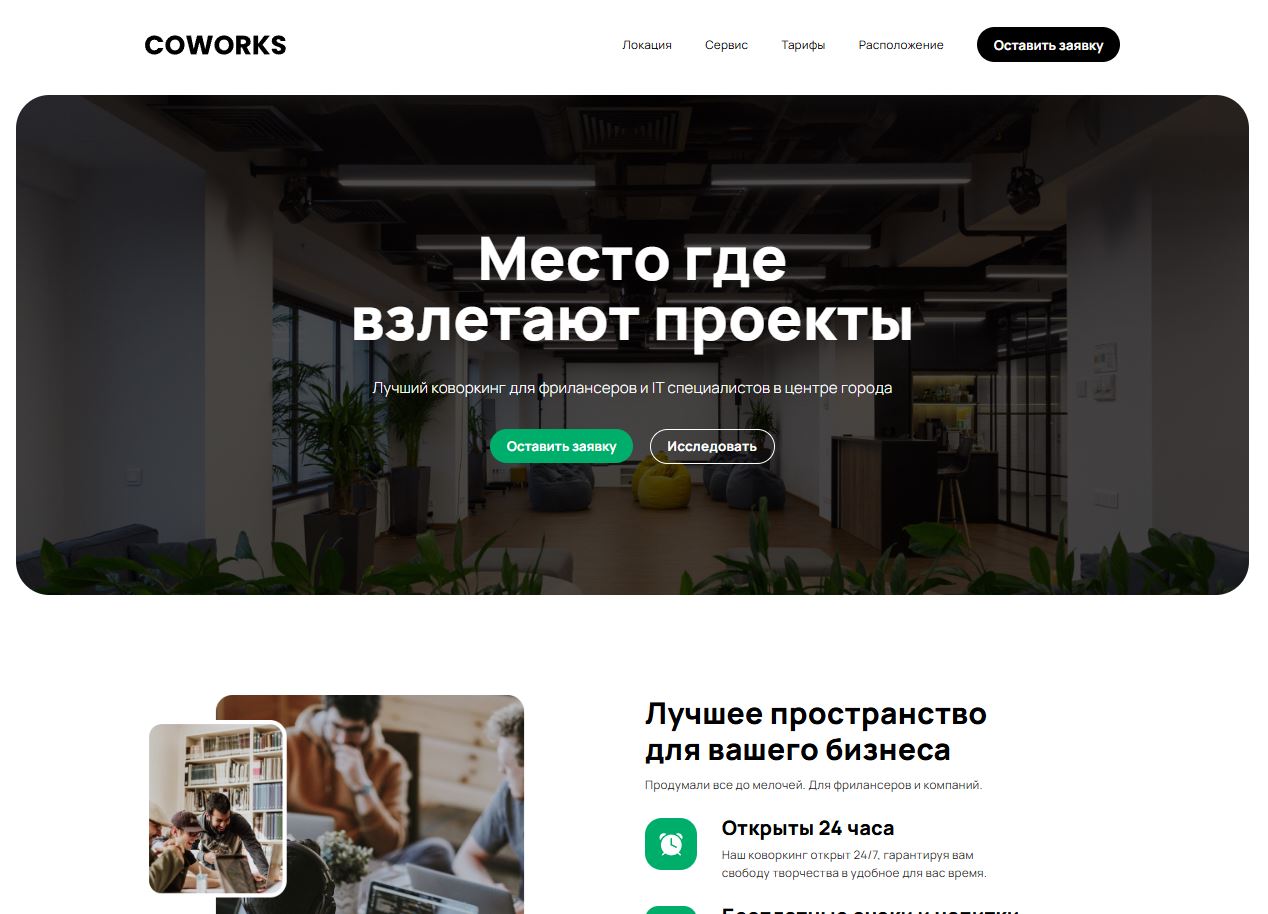 COWORKS
Локация
Сервис
Тарифы
Расположение
Оставить заявку
Место где
взлетают проекты
Лучший коворкинг для фрилансеров и IT специалистов в центре города
Оставить заявку
Исследовать
Лучшее пространство
для вашего бизнеса
Продумали все до мелочей. Для фрилансеров и компаний.
Открыты 24 часа
Наш коворкинг открыт 24/7, гарантируя вам
свободу творчества в удобное для вас время.